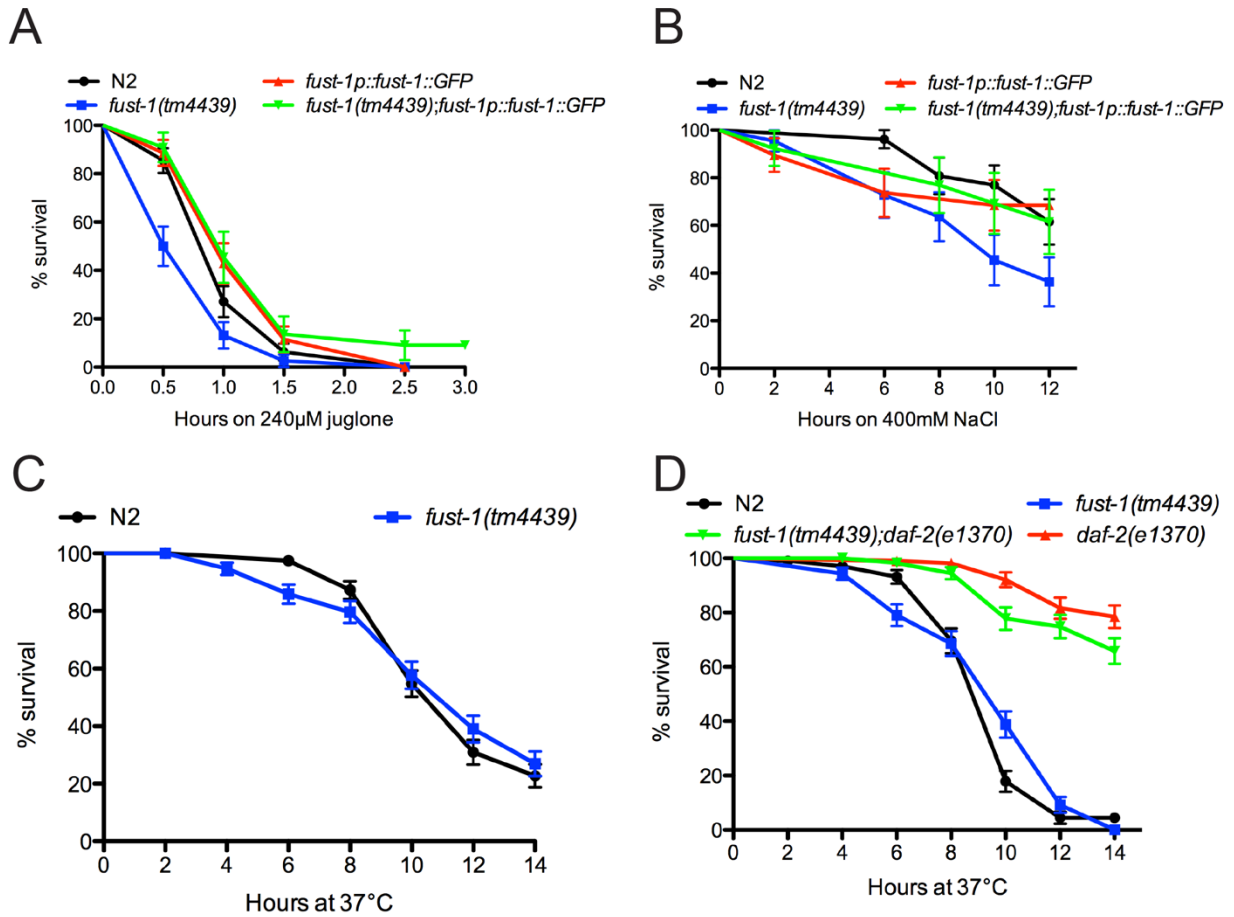 A
N2
fust-1p::fust-1::GFP
fust-1(tm4439)
fust-1(tm4439);fust-1p::fust-1::GFP
100
80
60
40
20
0
% survival
0.0 0.5 1.0 1.5 2.0 2.5 3.0
Hours on 240µM juglone
B
N2
fust-1p::fust-1::GFP
fust-1(tm4439)
fust-1(tm4439);fust-1p::fust-1::GFP
100
80
60
40
20
0
% survival
0 2 4 6 8 10 12
Hours on 400mM NaCl
C
N2
fust-1(tm4439)
100
80
60
40
20
0
% survival
0 2 4 6 8 10 12 14
Hours at 37°C
D
N2
fust-1(tm4439)
fust-1(tm4439);daf-2(e1370)
daf-2(e1370)
100
80
60
40
20
0
% survival
0 2 4 6 8 10 12 14
Hours at 37°C